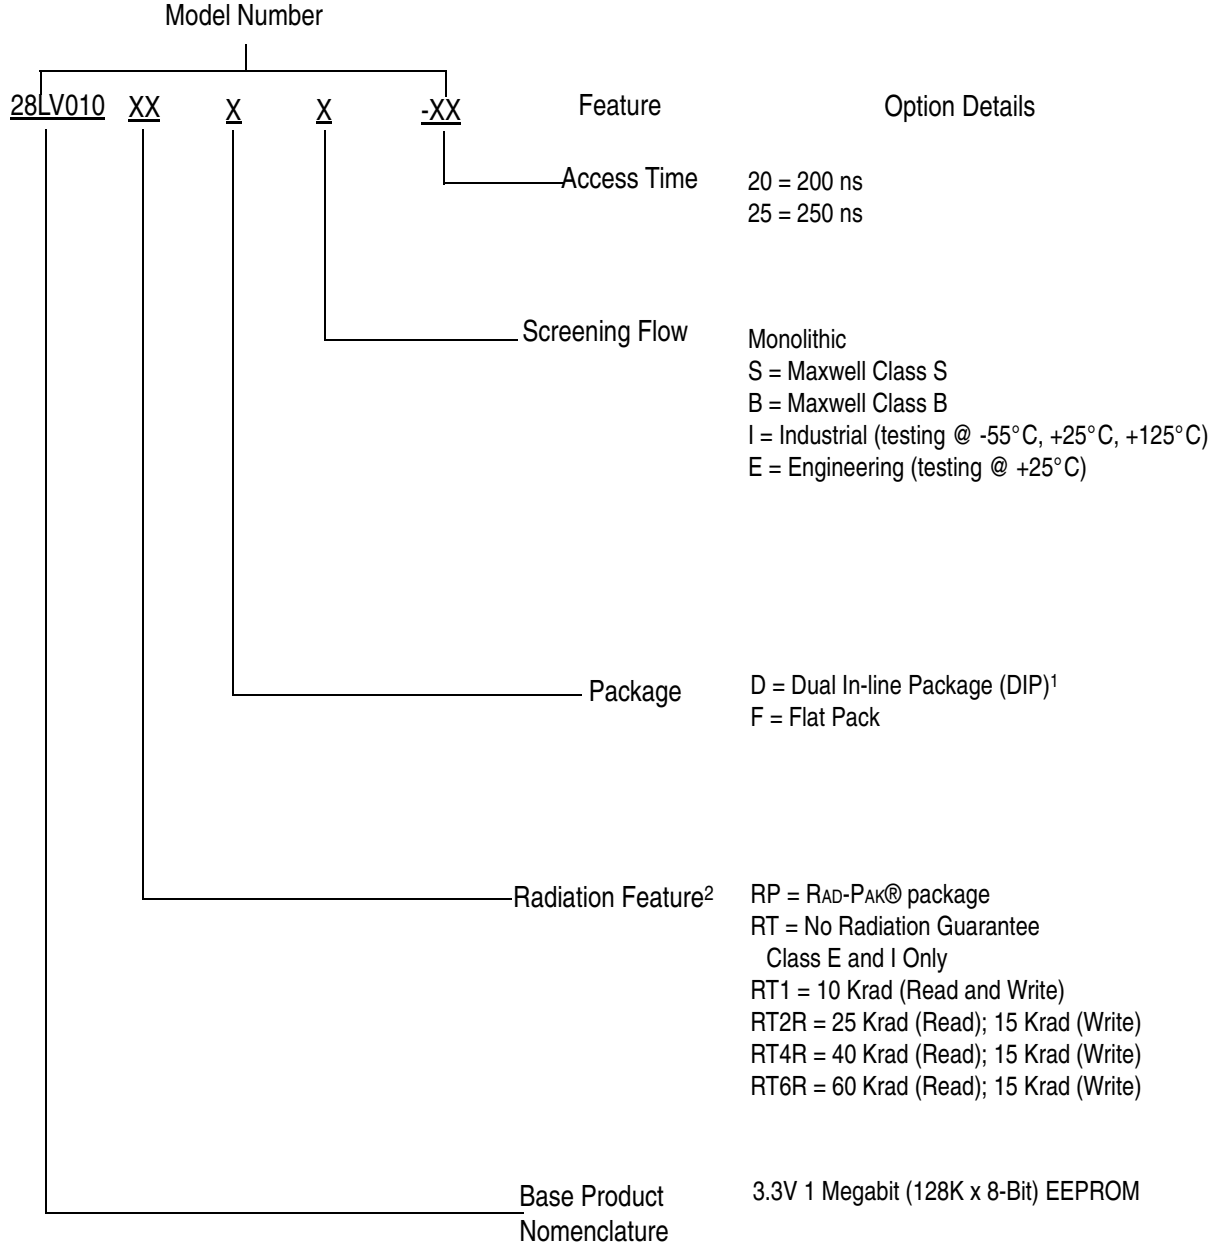 Model Number
28LV010 XX X X -XX Feature Option Details
Access Time 20 = 200 ns
25 = 250 ns
Screening Flow Monolithic
S = Maxwell Class S
B = Maxwell Class B
I = Industrial (testing @ -55°C, +25°C, +125°C)
E = Engineering (testing @ +25°C)
Package D = Dual In-line Package (DIP)1
F = Flat Pack
Radiation Feature2 RP = RAD-PAK® package
RT = No Radiation Guarantee
Class E and I Only
RT1 = 10 Krad (Read and Write)
RT2R = 25 Krad (Read); 15 Krad (Write)
RT4R = 40 Krad (Read); 15 Krad (Write)
RT6R = 60 Krad (Read); 15 Krad (Write)
Base Product 3.3V 1 Megabit (128K x 8-Bit) EEPROM
Nomenclature